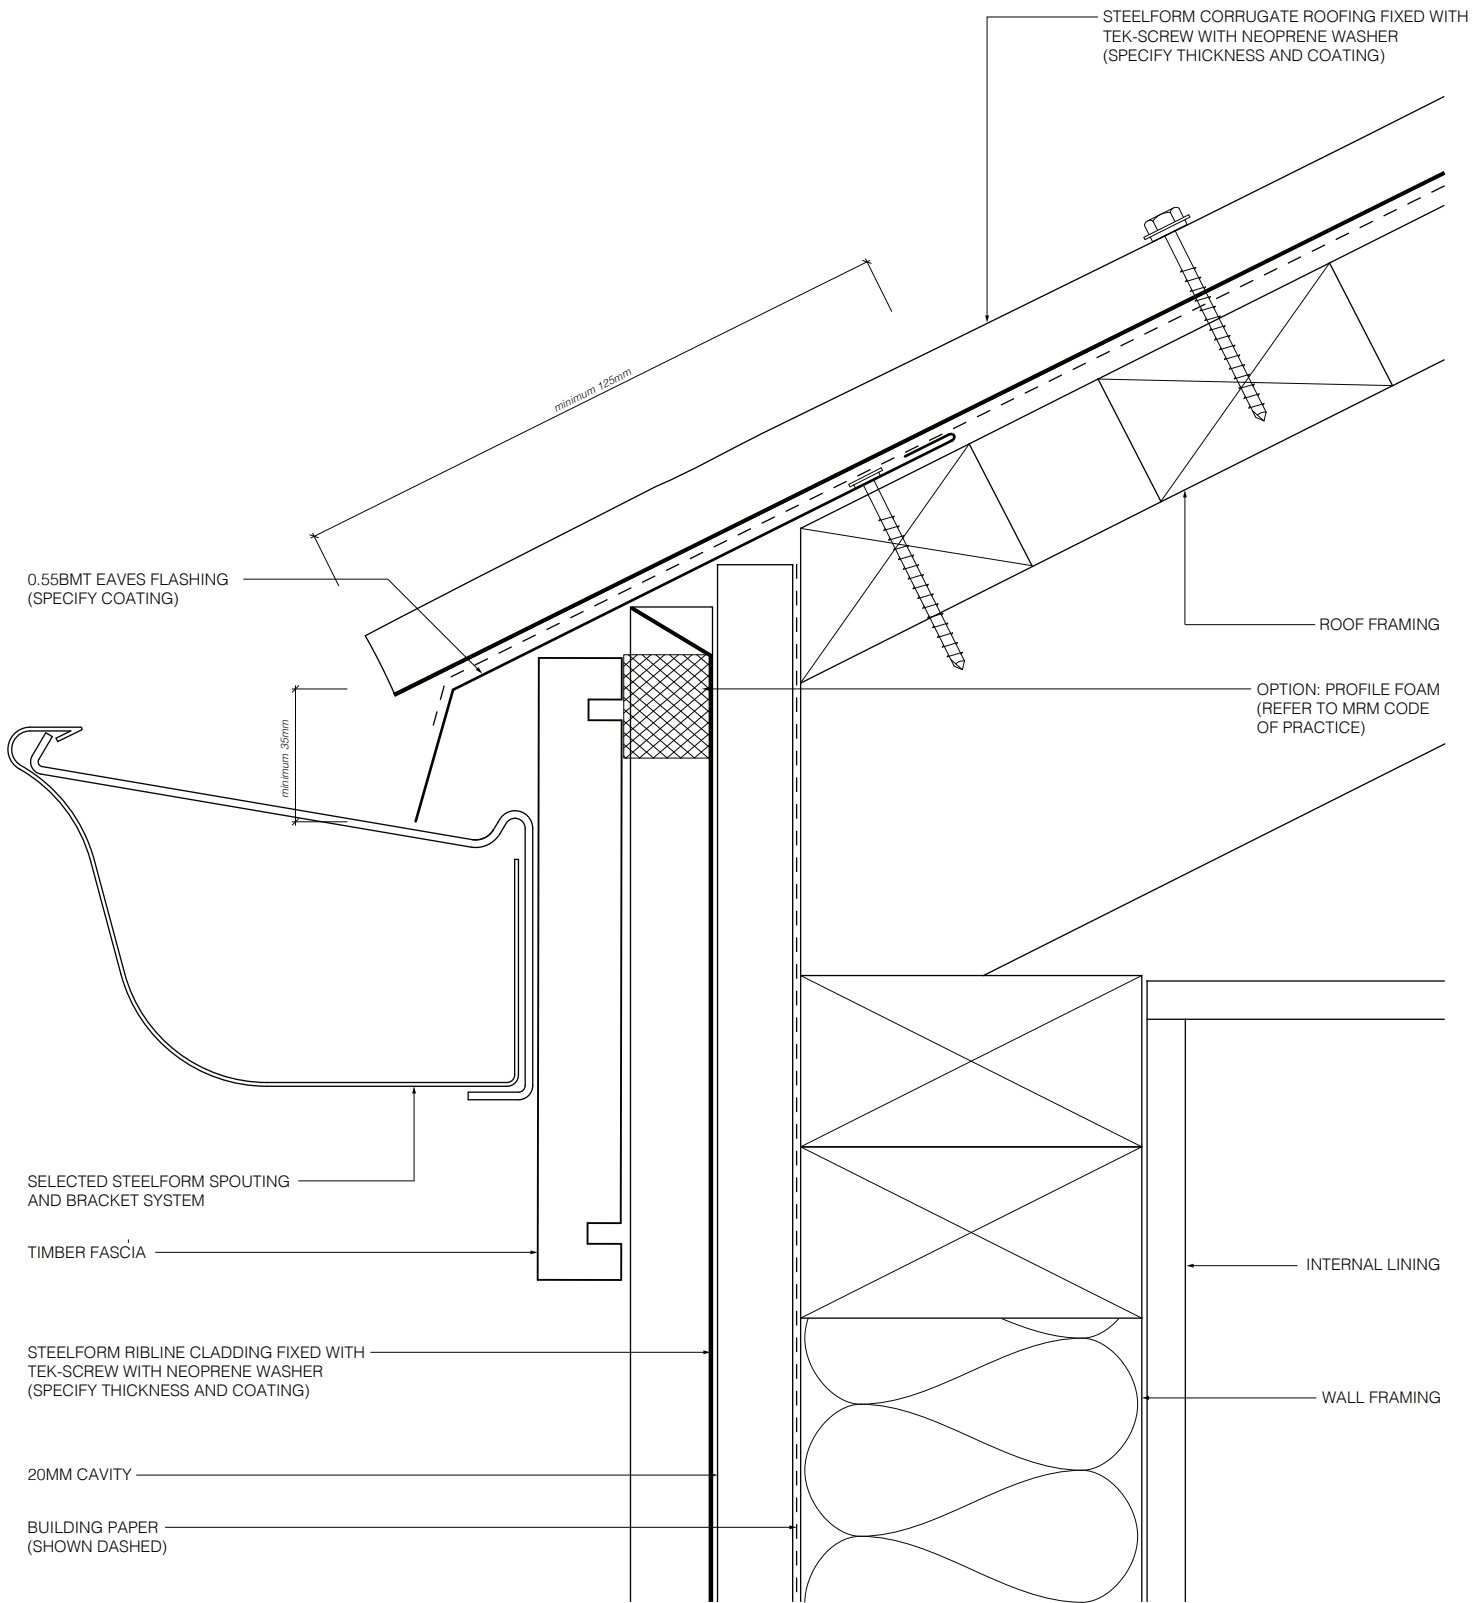 STEELFORM CORRUGATE ROOFING FIXED WITH
TEK-SCREW WITH NEOPRENE WASHER
(SPECIFY THICKNESS AND COATING)
minimum 125mm
0.55BMT EAVES FLASHING
(SPECIFY COATING)
ROOF FRAMING
OPTION: PROFILE FOAM
(REFER TO MRM CODE
OF PRACTICE)
minimum 35mm
SELECTED STEELFORM SPOUTING
AND BRACKET SYSTEM
TIMBER FASCIA
INTERNAL LINING
STEELFORM RIBLINE CLADDING FIXED WITH
TEK-SCREW WITH NEOPRENE WASHER
(SPECIFY THICKNESS AND COATING)
WALL FRAMING
20MM CAVITY
BUILDING PAPER
(SHOWN DASHED)